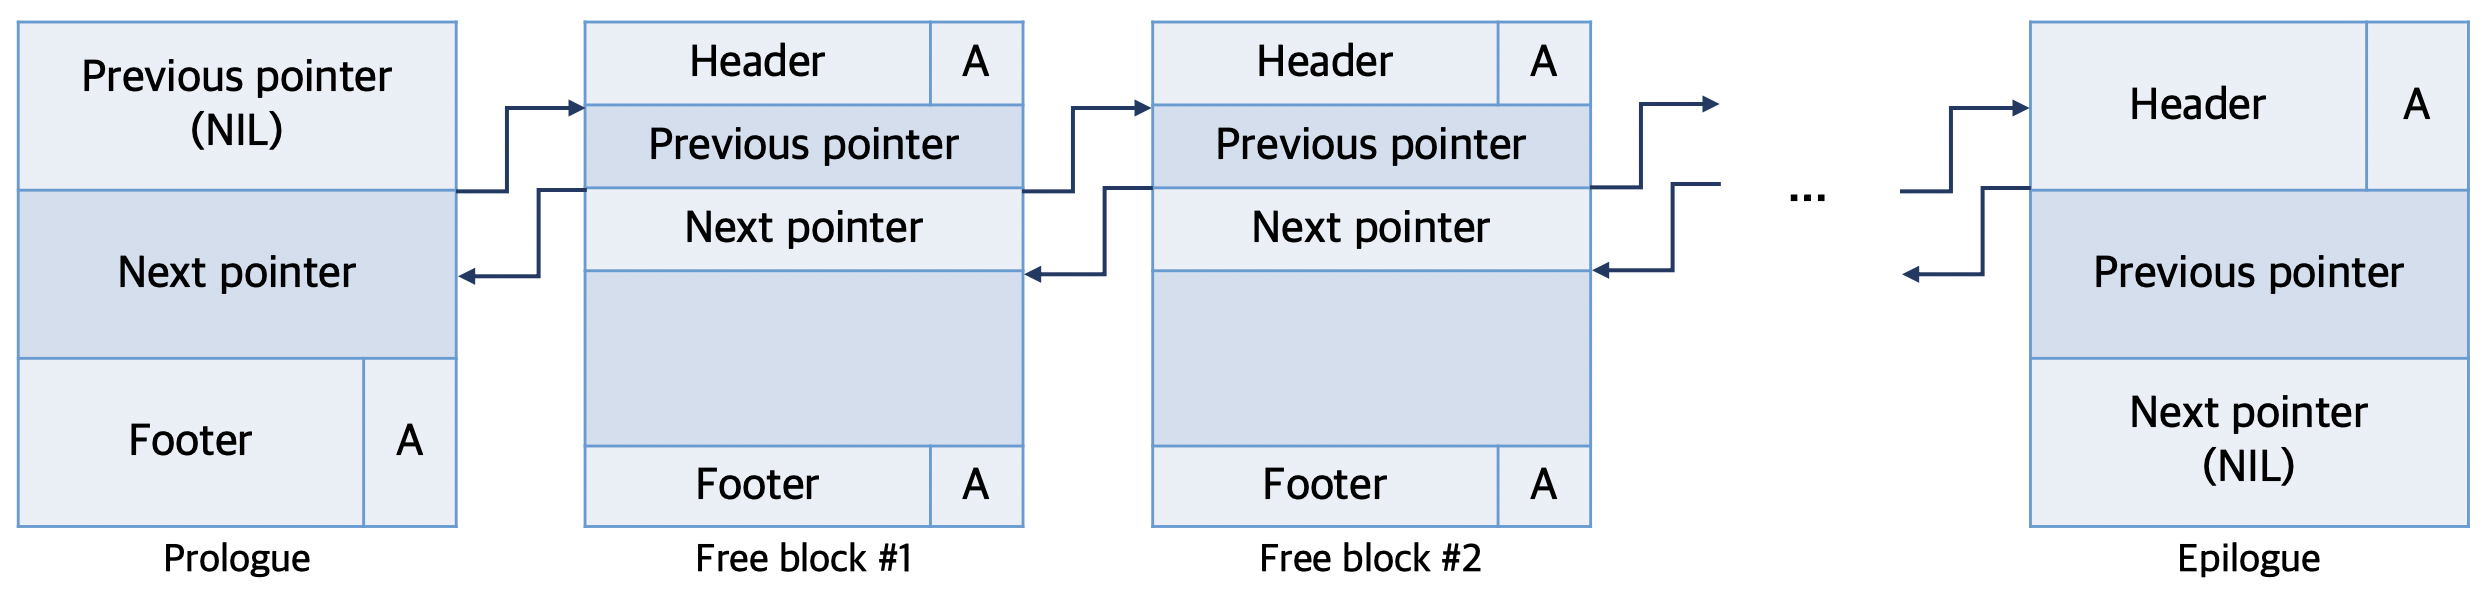 Previous pointer
(NIL)
Next pointer
Footer
A
Prologue
Header
A
Previous pointer
Next pointer
Footer
A
Free block #1
Header
A
Previous pointer
Next pointer
Footer
A
Free block #2
...
Header
A
Previous pointer
Next pointer
(NIL)
Epilogue